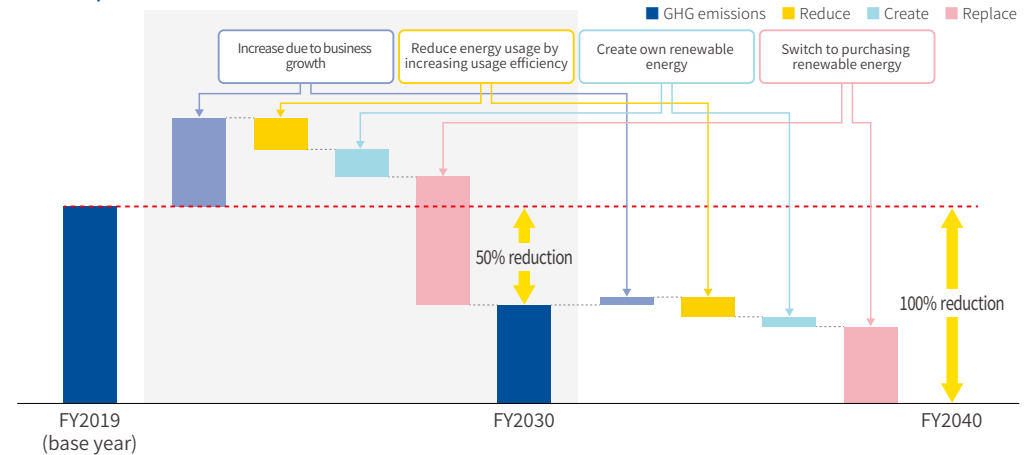 GHG emissions Reduce Create Replace
Increase due to business
growth
Reduce energy usage by
increasing usage efficiency
Create own renewable
energy
Switch to purchasing
renewable energy
50% reduction
100% reduction
FY2019
(base year)
FY2030
FY2040